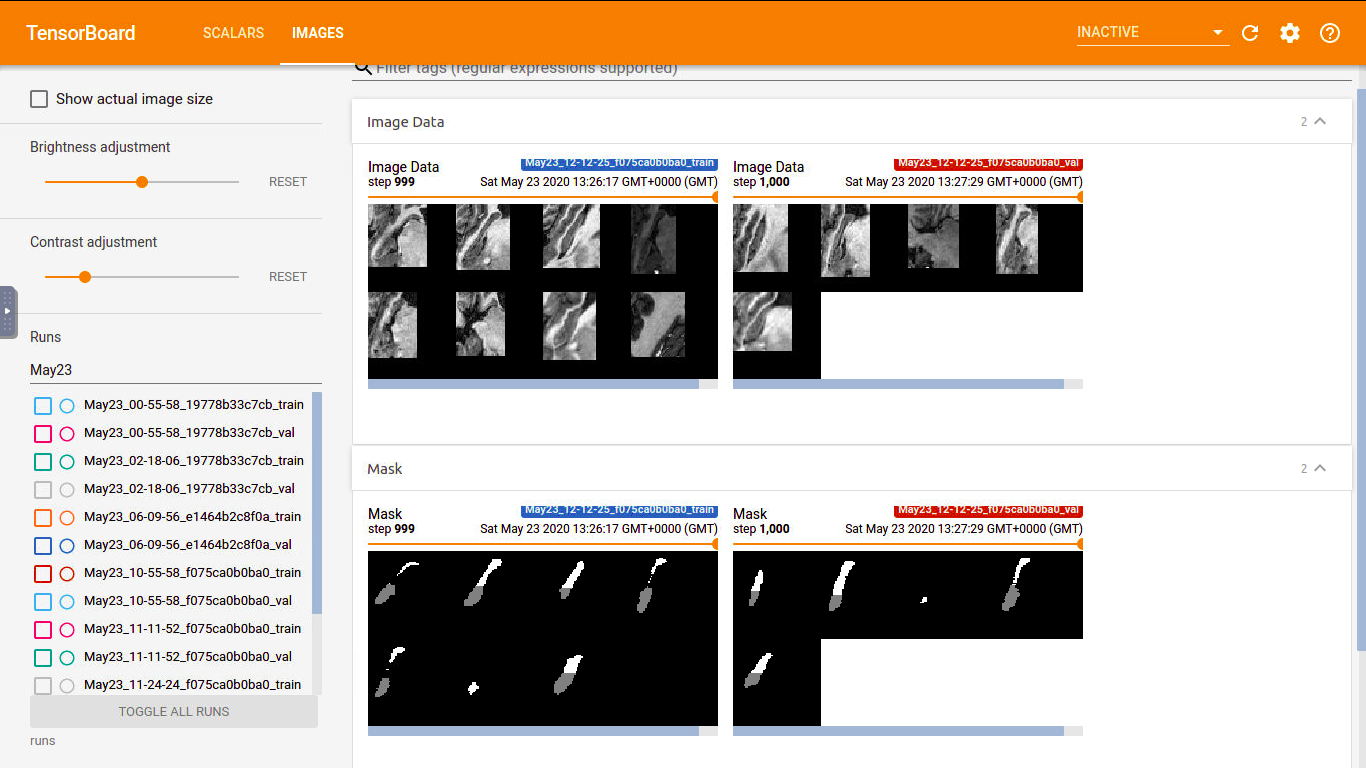 TensorBoard SCALARS IMAGES INACTIVE
Filter tags (regular expressions supported)
Show actual image size
Brightness adjustment
RESET
Contrast adjustment
RESET
Runs
May23
May23_00-55-58_19778b33c7cb_train
May23_00-55-58_19778b33c7cb_val
May23_02-18-06_19778b33c7cb_train
May23_02-18-06_19778b33c7cb_val
May23_06-09-56_e1464b2c8f0a_train
May23_06-09-56_e1464b2c8f0a_val
May23_10-55-58_f075ca0b0ba0_train
May23_10-55-58_f075ca0b0ba0_val
May23_11-11-52_f075ca0b0ba0_train
May23_11-11-52_f075ca0b0ba0_val
May23_11-24-24_f075ca0b0ba0_train
TOGGLE ALL RUNS
runs
Image Data 2
Image Data May23_12-12-25_f075ca0b0ba0_train
step 999 Sat May 23 2020 13:26:17 GMT+0000 (GMT)
Image Data May23_12-12-25_f075ca0b0ba0_val
step 1,000 Sat May 23 2020 13:27:29 GMT+0000 (GMT)
Mask 2
Mask May23_12-12-25_f075ca0b0ba0_train
step 999 Sat May 23 2020 13:26:17 GMT+0000 (GMT)
Mask May23_12-12-25_f075ca0b0ba0_val
step 1,000 Sat May 23 2020 13:27:29 GMT+0000 (GMT)